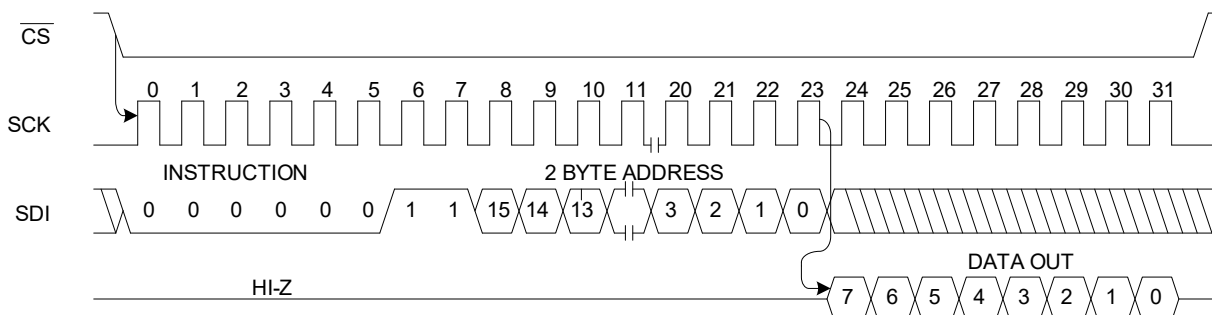 CS
0 1 2 3 4 5 6 7 8 9 10 11 20 21 22 23 24 25 26 27 28 29 30 31
SCK
INSTRUCTION 2 BYTE ADDRESS
SDI 0 0 0 0 0 0 1 1 15 14 13 3 2 1 0
DATA OUT
HI-Z
7 6 5 4 3 2 1 0